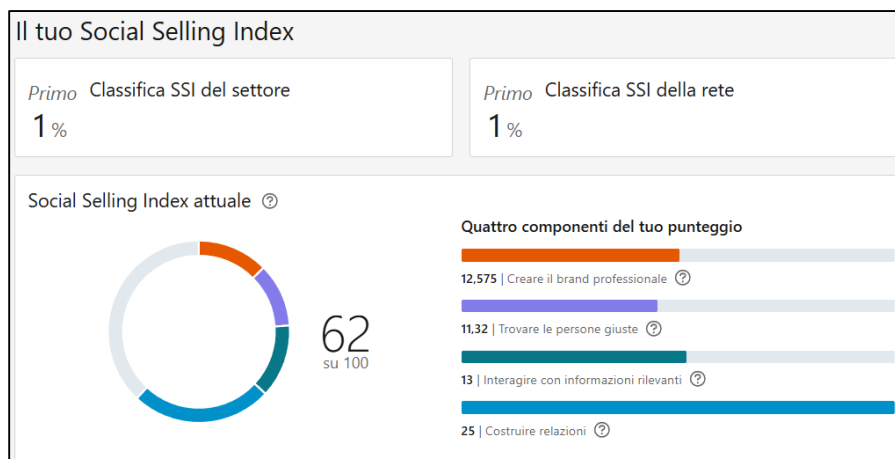 Il tuo Social Selling Index
Primo Classifica SSI del settore
1 %
Primo Classifica SSI della rete
1 %
Social Selling Index attuale ?
62
su 100
Quattro componenti del tuo punteggio
12,575 | Creare il brand professionale ?
11,32 | Trovare le persone giuste ?
13 | Interagire con informazioni rilevanti ?
25 | Costruire relazioni ?